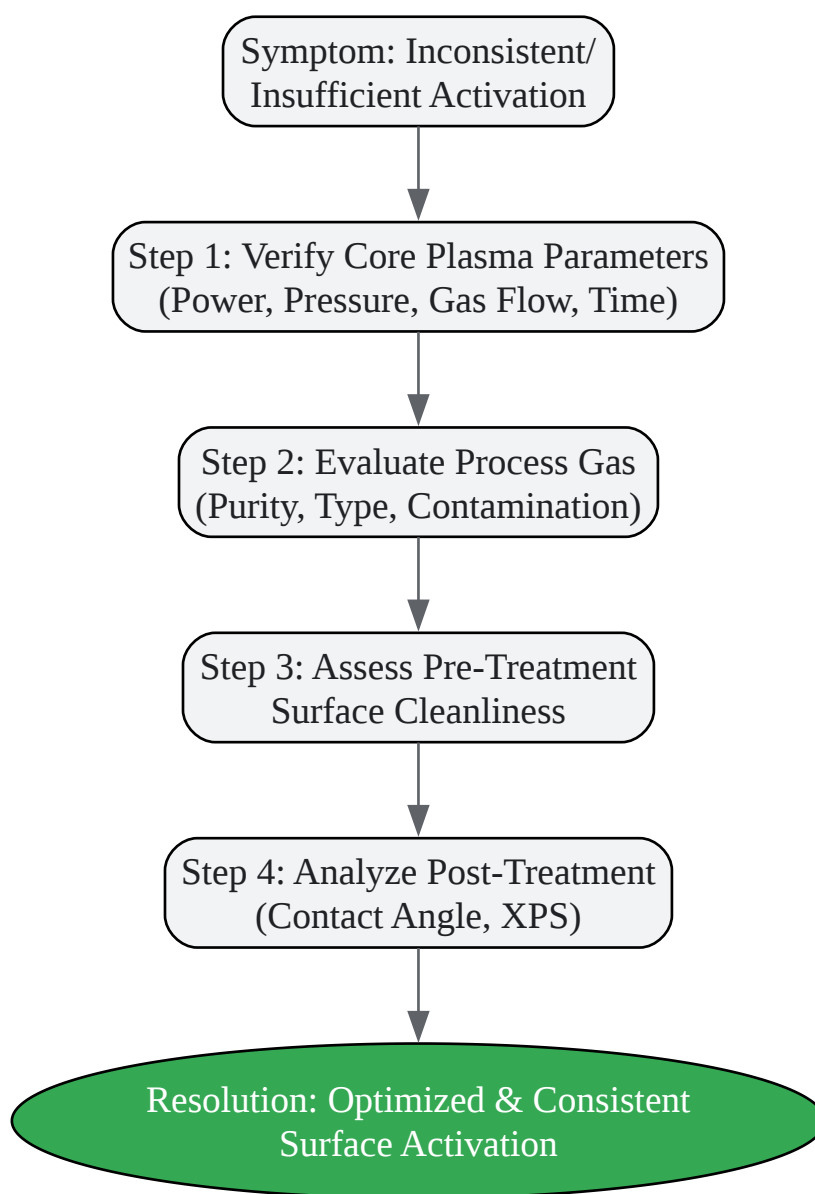 Symptom: Inconsistent/
Insufficient Activation
Step 1: Verify Core Plasma Parameters
(Power, Pressure, Gas Flow, Time)
Step 2: Evaluate Process Gas
(Purity, Type, Contamination)
Step 3: Assess Pre-Treatment
Surface Cleanliness
Step 4: Analyze Post-Treatment
(Contact Angle, XPS)
Resolution: Optimized & Consistent
Surface Activation